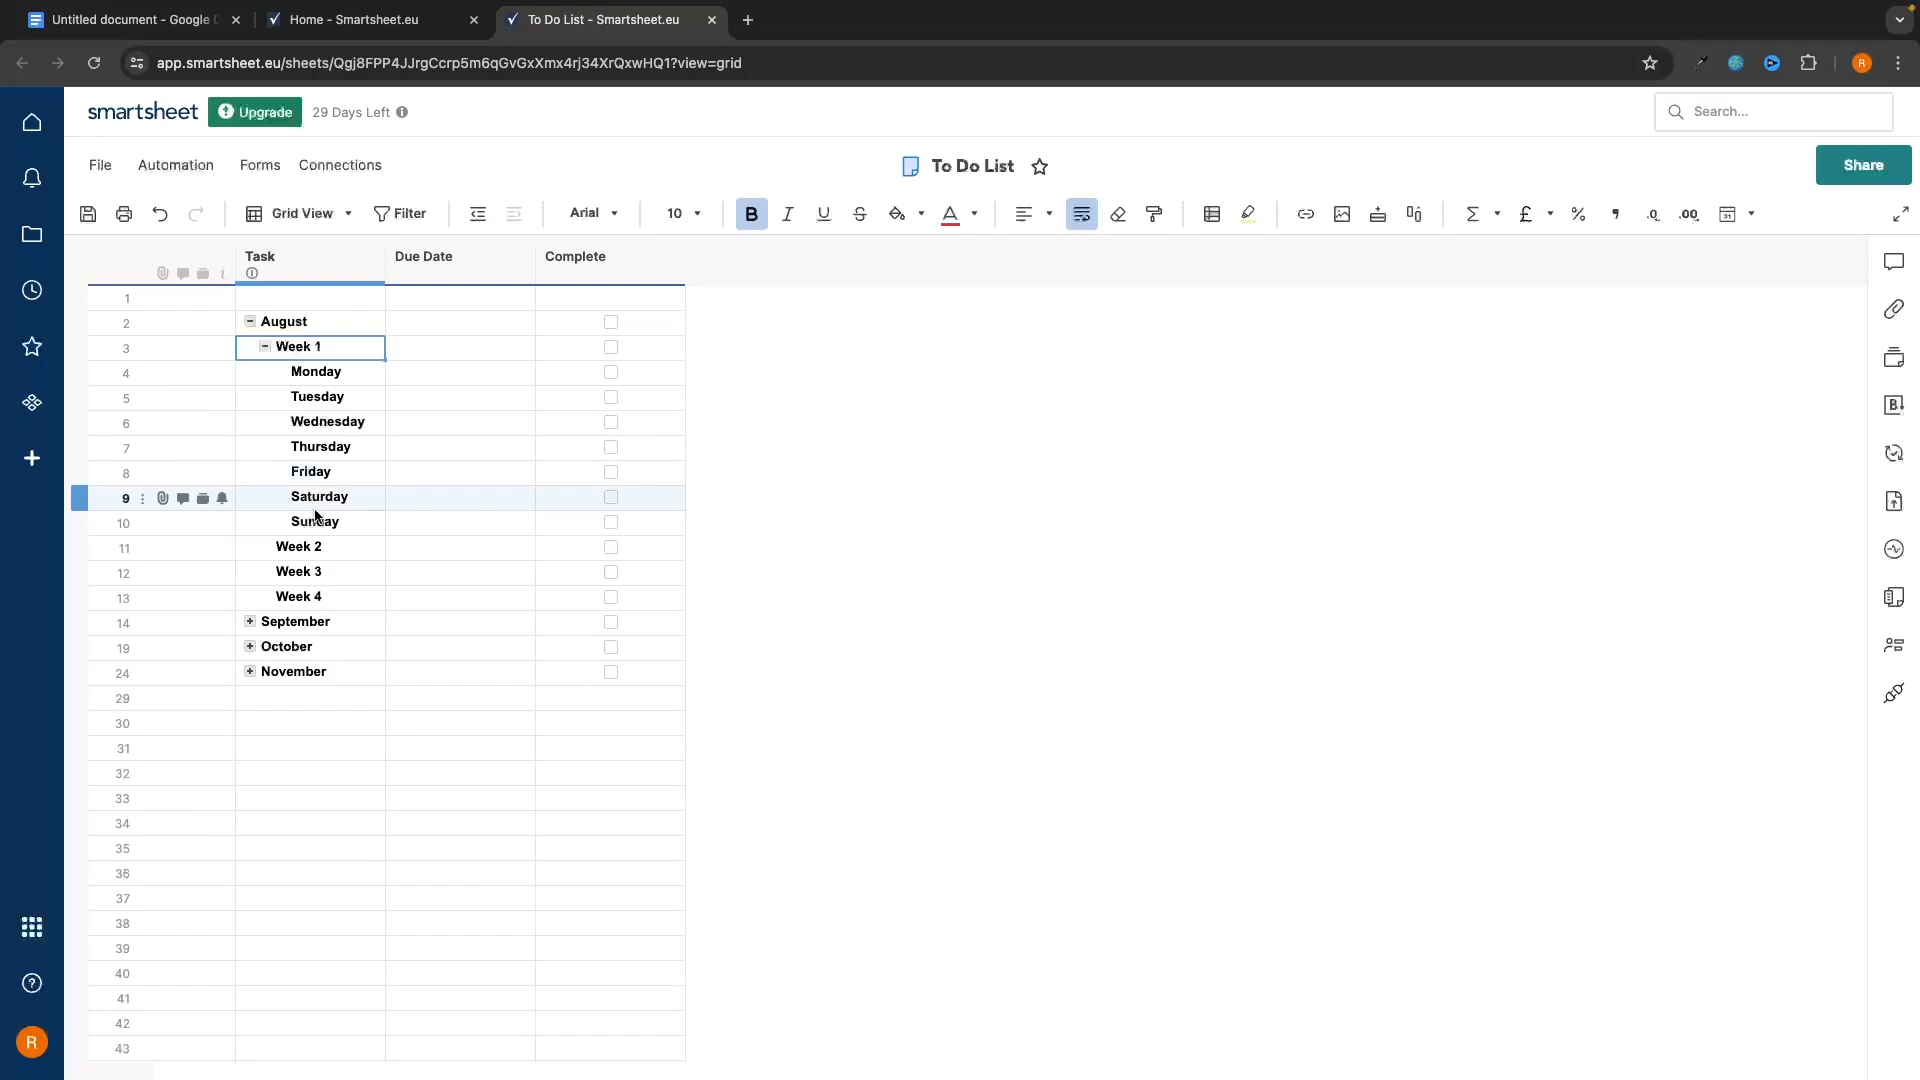 Untitled document - Google
Home - Smartsheet.eu
To Do List - Smartsheet.eu
app.smartsheet.eu/sheets/Qgj8FPP4JJrgCcrp5m6qGvGxXmx4rj34XrQxwHQ1?view=grid
R
smartsheet
Upgrade
29 Days Left
Search...
File
Automation
Forms
Connections
To Do List
Share
Grid View
Filter
Arial
10
Task
Due Date
Complete
1
2 August
3 Week 1
4 Monday
5 Tuesday
6 Wednesday
7 Thursday
8 Friday
9 Saturday
10 Sunday
11 Week 2
12 Week 3
13 Week 4
14 September
19 October
24 November
29
30
31
32
33
34
35
36
37
38
39
40
41
42
43
R